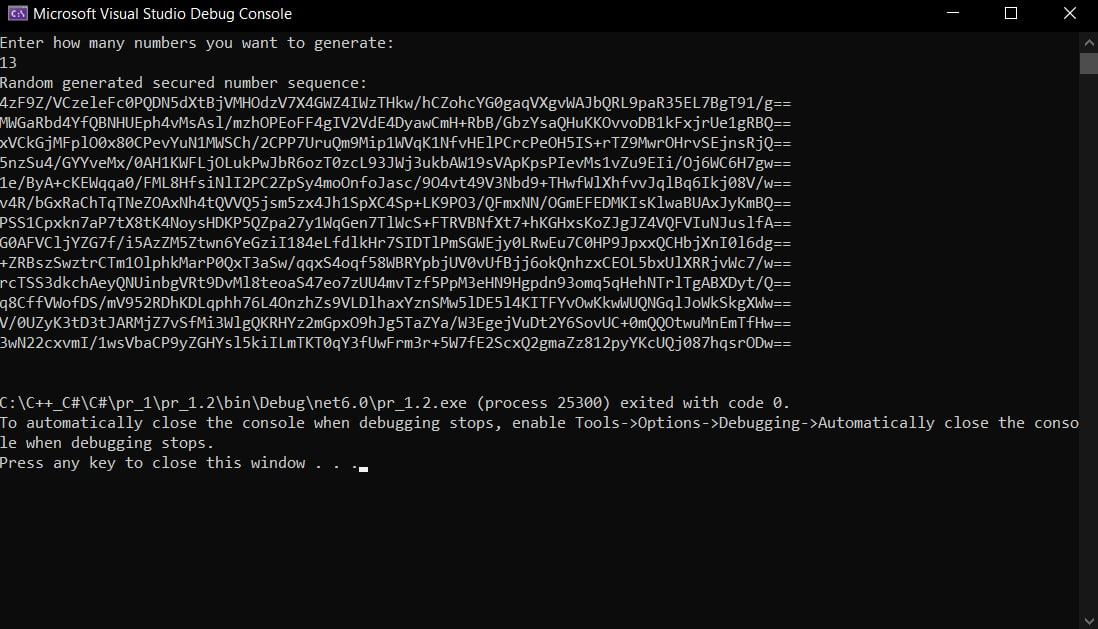 Microsoft Visual Studio Debug Console
Enter how many numbers you want to generate:
13
Random generated secured number sequence:
4zF9Z/VCzeleFc0PQDN5dXtBjVMHOdzV7X4GWZ4IWzTHkw/hCZohcYG0gaqVXgvWAJbQRL9paR35EL7BgT91/g==
MWGaRbd4YfQBNHUEph4vMsAsl/mzhOPEoFF4gIV2VdE4DyawCmH+RbB/GbzYsaQHuKKOvvoDB1kFxjrUe1gRBQ==
xVCkGjMFplO0x80CPevYuN1MWSCh/2CPP7UruQm9Mip1WVqK1NfvHElPCrcPeOH5IS+rTZ9MwrOHrvSEjnsRjQ==
5nzSu4/GYYveMx/0AH1KWFLjOLukPwJbR6ozT0zcL93JWj3ukbAW19sVApKpsPIevMs1vZu9EIi/Oj6WC6H7gw==
1e/ByA+cKEWqqa0/FML8HfsiNlI2PC2ZpSy4moOnfoJasc/9O4vt49V3Nbd9+THwfWlXhfvvJqlBq6Ikj08V/w==
v4R/bGxRaChTqTNeZOAxNh4tQVVQ5jsm5zx4Jh1SpXC4Sp+LK9PO3/QFmxNN/OGmEFEDMKIsKlwaBUAxJyKmBQ==
PSS1Cpxkn7aP7tX8tK4NoysHDKP5QZpa27y1WqGen7TlWcS+FTRVBNfXt7+hKGHxsKoZJgJZ4VQFVIuNJuslfA==
G0AFVCljYZG7f/i5AzZM5Ztwn6YeGziI184eLfdlkHr7SIDTlPmSGWEjy0LRwEu7C0HP9JpxxQCHbjXnI0l6dg==
+ZRBszSwztrCTm1OlphkMarP0QxT3aSw/qqxS4oqf58WBRYpbjUV0vUfBjj6okQnhzxCEOL5bxUlXRRjvWc7/w==
rcTSS3dkchAeyQNUinbgVRt9DvMl8teoaS47eo7zUU4mvTzf5PpM3eHN9Hgpdn93omq5qHehNTrlTgABXDyt/Q==
q8CffVWofDS/mV952RDhKDLqphh76L4OnzhZs9VLDlhaxYznSMw5lDE5l4KITFYvOwKkwWUQNGqlJoWkSkgXWw==
V/0UZyK3tD3tJARMjZ7vSfMi3WlgQKRHYz2mGpxO9hJg5TaZYa/W3EgejVuDt2Y6SovUC+0mQQOtwuMnEmTfHw==
3wN22cxvmI/1wsVbaCP9yZGHYsl5kiILmTKT0qY3fUwFrm3r+5W7fE2ScxQ2gmaZz812pyYKcUQj087hqsrODw==
C:\C++_C#\C#\pr_1\pr_1.2\bin\Debug\net6.0\pr_1.2.exe (process 25300) exited with code 0.
To automatically close the console when debugging stops, enable Tools->Options->Debugging->Automatically close the conso
le when debugging stops.
Press any key to close this window . . .